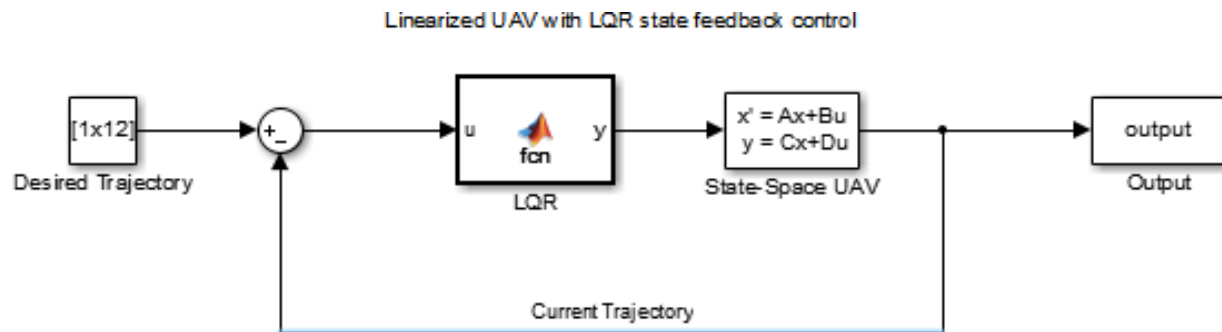 Linearized UAV with LQR state feedback control
[1x12]
+
−
u
fcn
y
x' = Ax+Bu
y = Cx+Du
output
Desired Trajectory
LQR
State-Space UAV
Output
Current Trajectory